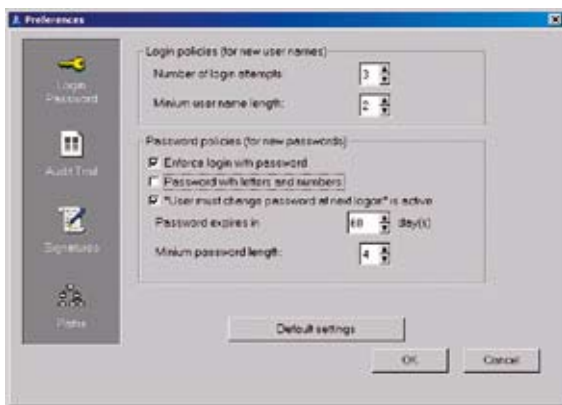 Preferences
Login
Password
Audit Trial
Signatures
Paths
Login policies (for new user names)
Number of login attempts:
3
Minium user name length:
2
Password policies (for new passwords)
Enforce login with password
Password with letters and numbers
"User must change password at next logon" is active
Password expires in
60
day(s)
Minium password length:
4
Default settings
OK
Cancel